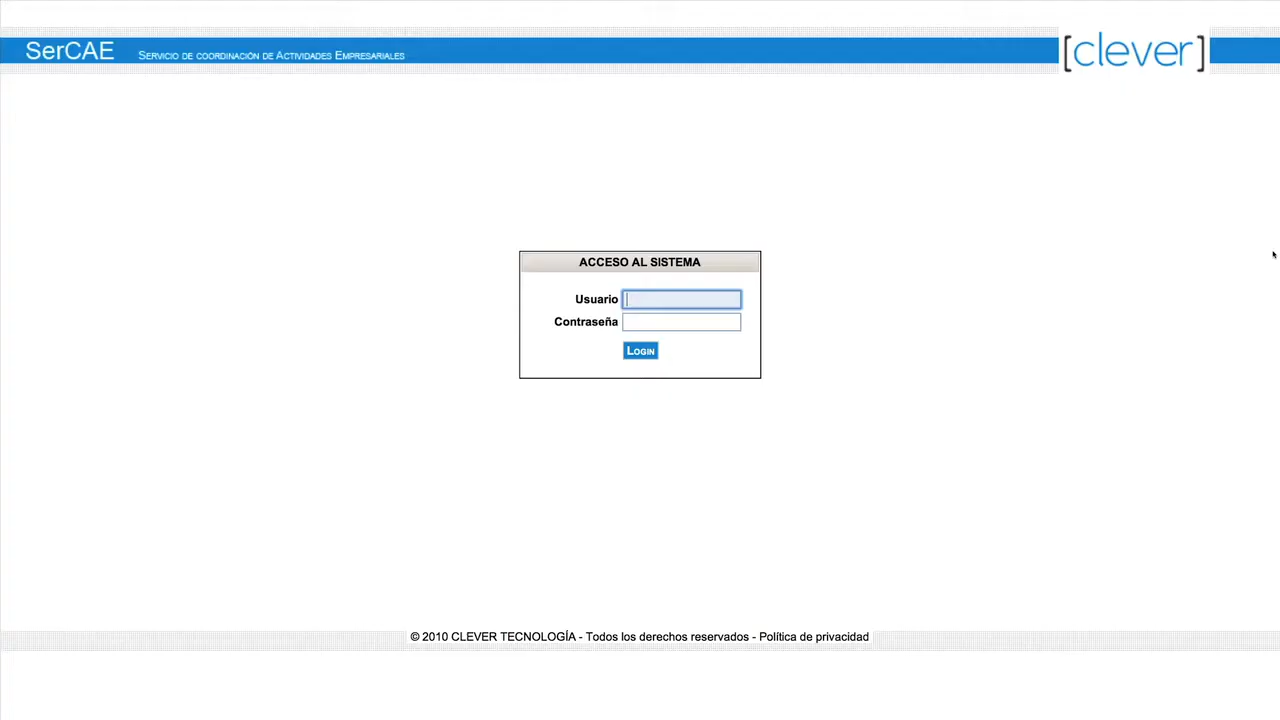 SerCAE Servicio de coordinación de Actividades Empresariales [clever]
ACCESO AL SISTEMA
Usuario
Contraseña
Login
© 2010 CLEVER TECNOLOGÍA - Todos los derechos reservados - Política de privacidad